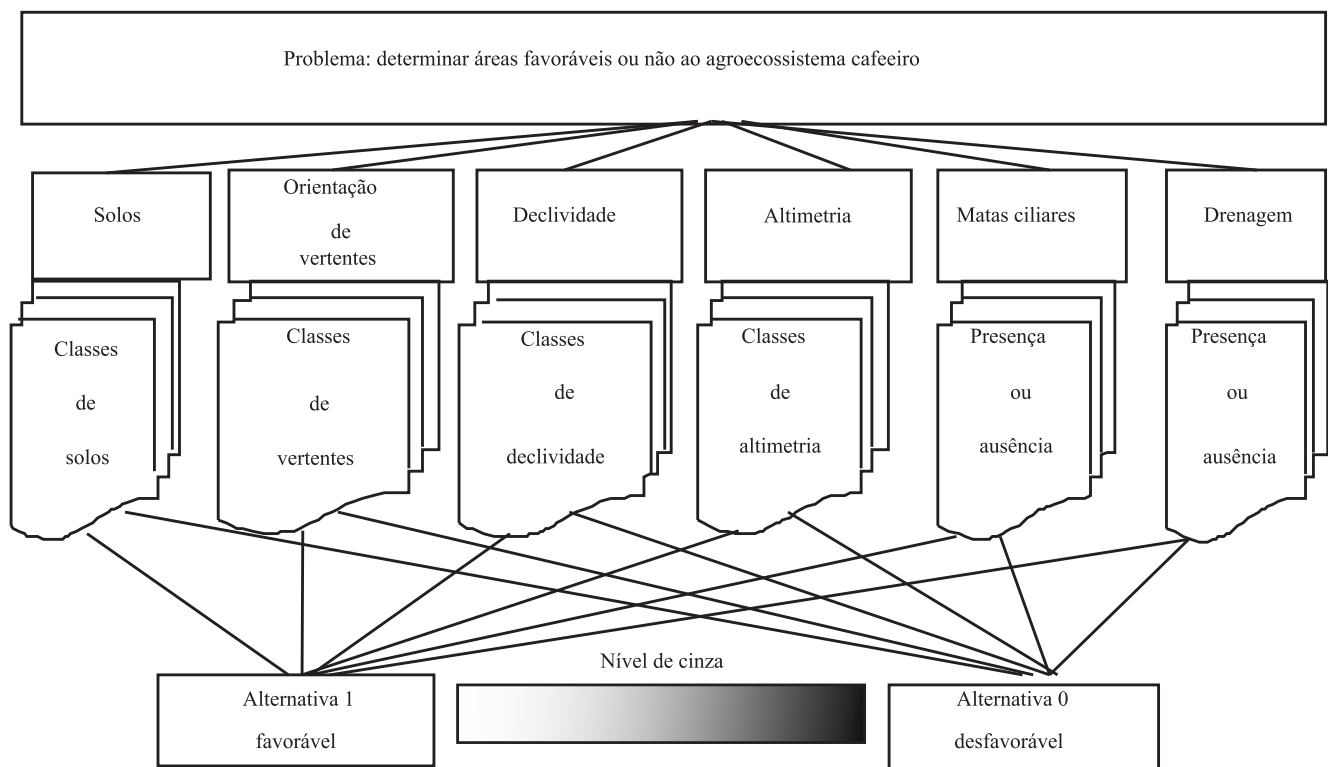 Problema: determinar áreas favoráveis ou não ao agroecossistema cafeeiro
Solos
Orientação
de
vertentes
Declividade
Altimetria
Matas ciliares
Drenagem
Classes
de
solos
Classes
de
vertentes
Classes
de
declividade
Classes
de
altimetria
Presença
ou
ausência
Presença
ou
ausência
Nível de cinza
Alternativa 1
favorável
Alternativa 0
desfavorável